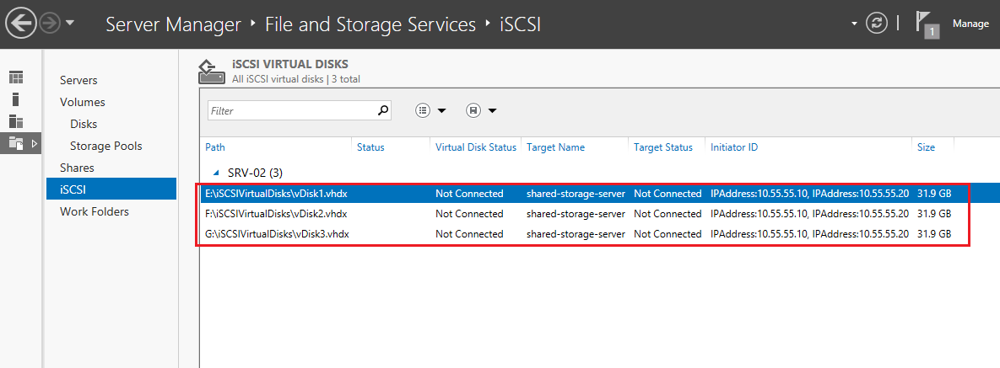 Server Manager ‣ File and Storage Services ‣ iSCSI
1
Manage
Servers
Volumes
Disks
Storage Pools
Shares
iSCSI
Work Folders
iSCSI VIRTUAL DISKS
All iSCSI virtual disks | 3 total
Filter
Path Status Virtual Disk Status Target Name Target Status Initiator ID Size
SRV-02 (3)
E:\iSCSIVirtualDisks\vDisk1.vhdx Not Connected shared-storage-server Not Connected IPAddress:10.55.55.10, IPAddress:10.55.55.20 31.9 GB
F:\iSCSIVirtualDisks\vDisk2.vhdx Not Connected shared-storage-server Not Connected IPAddress:10.55.55.10, IPAddress:10.55.55.20 31.9 GB
G:\iSCSIVirtualDisks\vDisk3.vhdx Not Connected shared-storage-server Not Connected IPAddress:10.55.55.10, IPAddress:10.55.55.20 31.9 GB